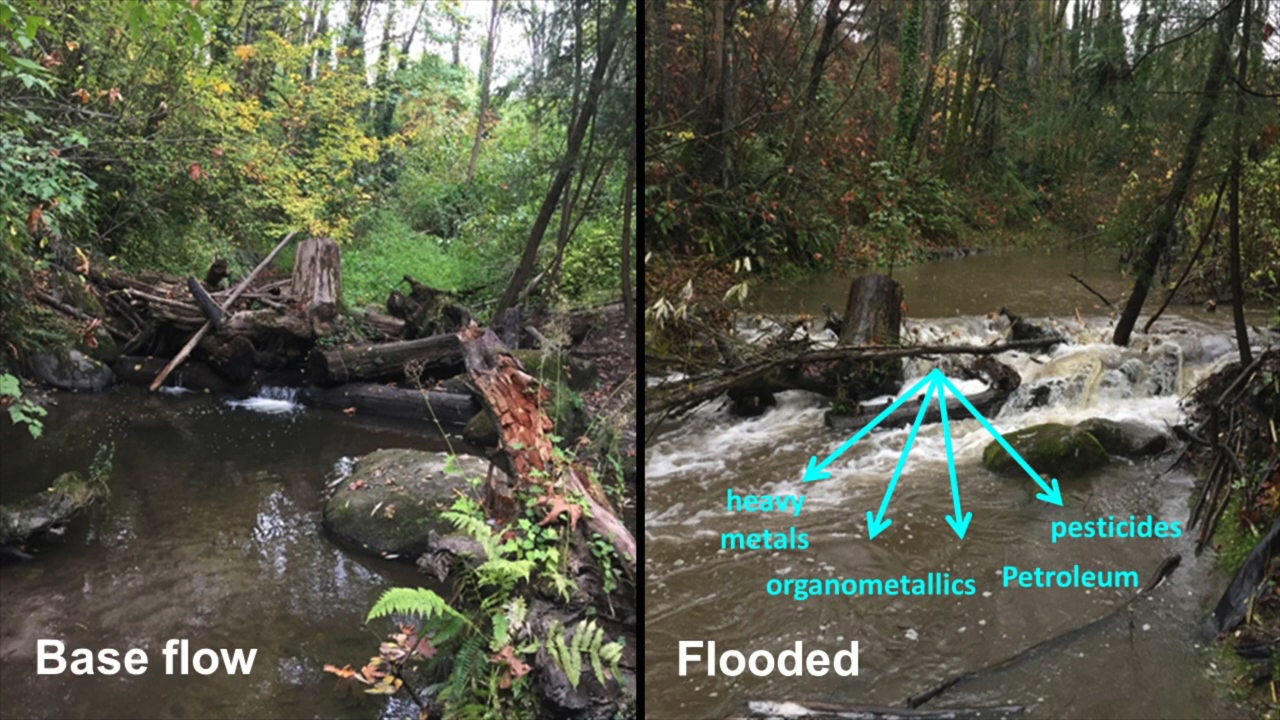 heavy
metals
pesticides
organometallics
Petroleum
Base flow
Flooded